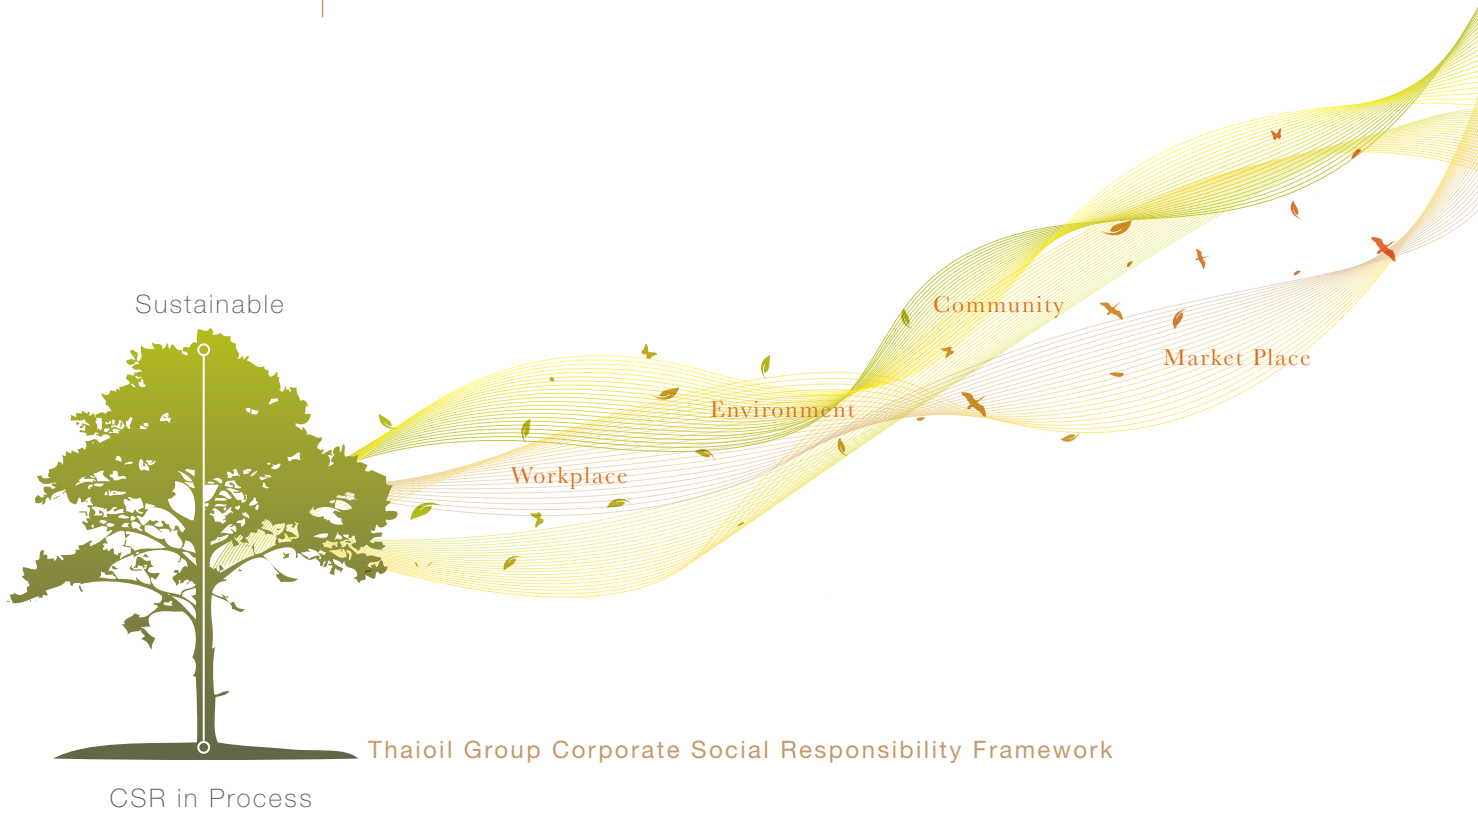 Sustainable
Community
Market Place
Environment
Workplace
Thaioil Group Corporate Social Responsibility Framework
CSR in Process